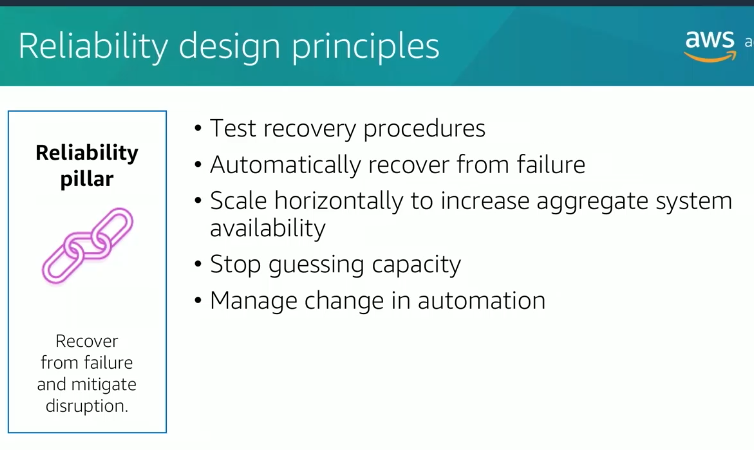 Reliability design principles
aws a
Reliability
pillar
Recover
from failure
and mitigate
disruption.
• Test recovery procedures
• Automatically recover from failure
• Scale horizontally to increase aggregate system
availability
• Stop guessing capacity
• Manage change in automation